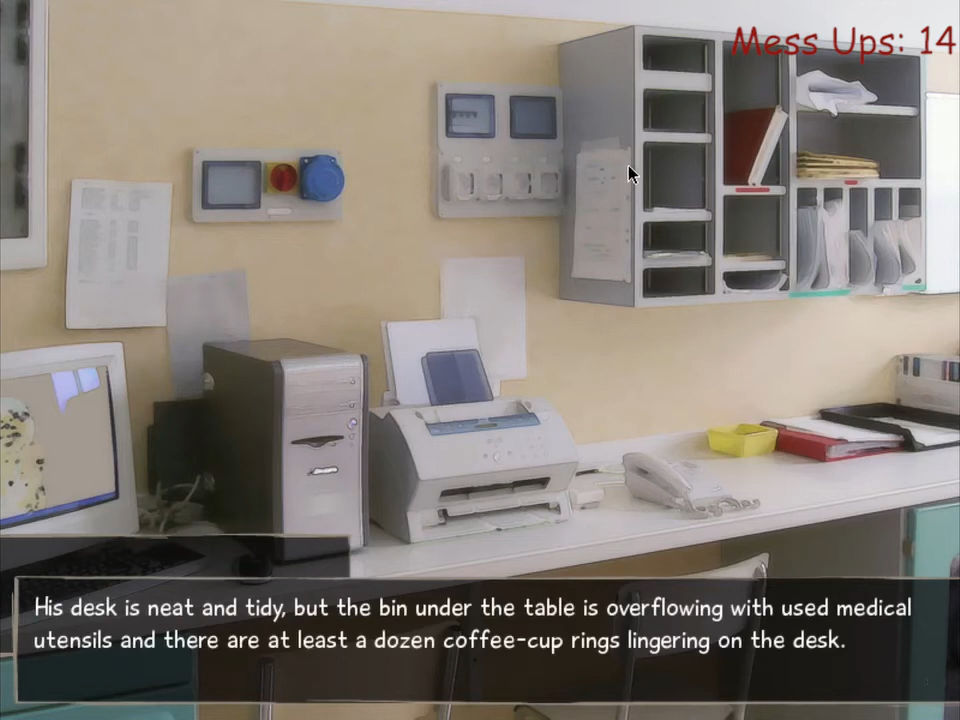 Mess Ups: 14
His desk is neat and tidy, but the bin under the table is overflowing with used medical
utensils and there are at least a dozen coffee-cup rings lingering on the desk.